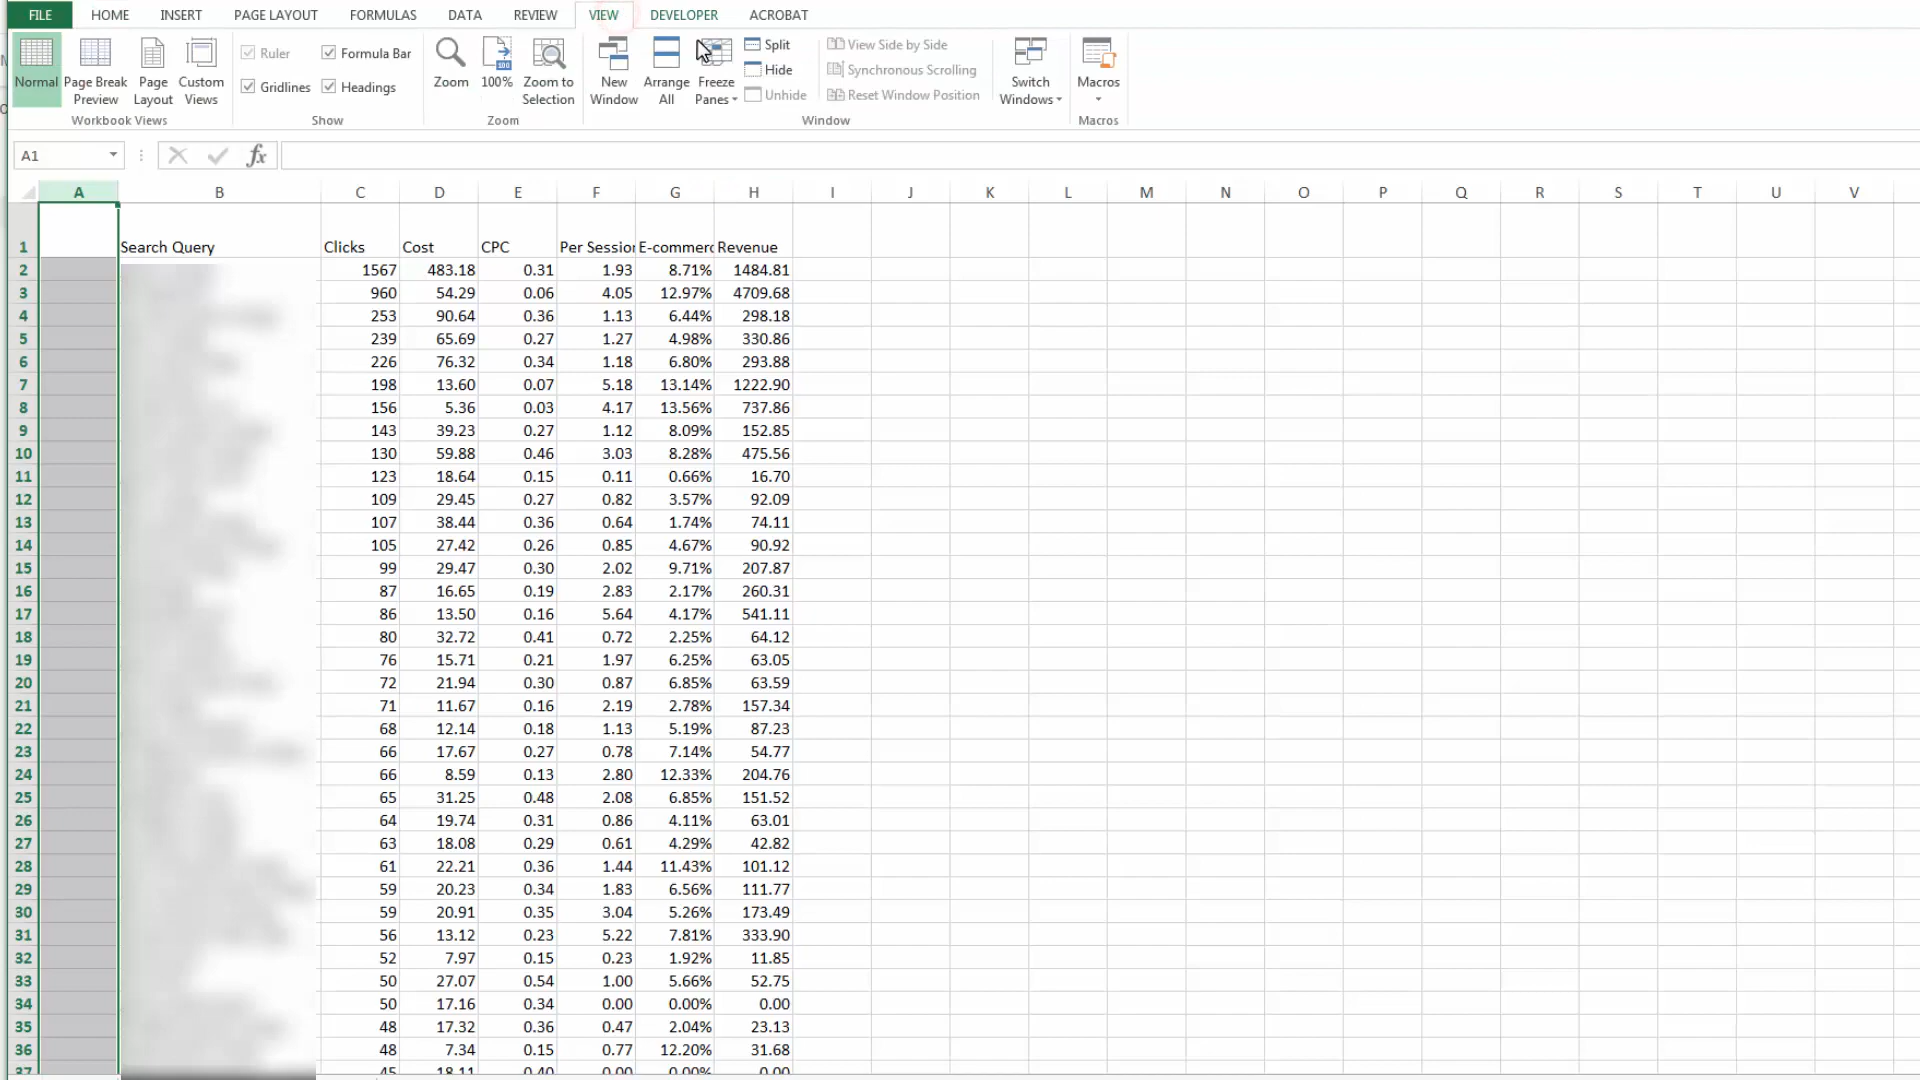 FILE HOME INSERT PAGE LAYOUT FORMULAS DATA REVIEW VIEW DEVELOPER ACROBAT
Normal
Page Break Preview
Page Layout
Custom Views
Workbook Views
Ruler
Formula Bar
Gridlines
Headings
Show
Zoom
100
100%
Zoom to Selection
Zoom
New Window
Arrange All
Freeze Panes
Split
Hide
Unhide
View Side by Side
Synchronous Scrolling
Reset Window Position
Switch Windows
Window
Macros
Macros
A1 fx
A B C D E F G H I J K L M N O P Q R S T U V
1 Search Query Clicks Cost CPC Per Session E-commerc Revenue
2 1567 483.18 0.31 1.93 8.71% 1484.81
3 960 54.29 0.06 4.05 12.97% 4709.68
4 253 90.64 0.36 1.13 6.44% 298.18
5 239 65.69 0.27 1.27 4.98% 330.86
6 226 76.32 0.34 1.18 6.80% 293.88
7 198 13.60 0.07 5.18 13.14% 1222.90
8 156 5.36 0.03 4.17 13.56% 737.86
9 143 39.23 0.27 1.12 8.09% 152.85
10 130 59.88 0.46 3.03 8.28% 475.56
11 123 18.64 0.15 0.11 0.66% 16.70
12 109 29.45 0.27 0.82 3.57% 92.09
13 107 38.44 0.36 0.64 1.74% 74.11
14 105 27.42 0.26 0.85 4.67% 90.92
15 99 29.47 0.30 2.02 9.71% 207.87
16 87 16.65 0.19 2.83 2.17% 260.31
17 86 13.50 0.16 5.64 4.17% 541.11
18 80 32.72 0.41 0.72 2.25% 64.12
19 76 15.71 0.21 1.97 6.25% 63.05
20 72 21.94 0.30 0.87 6.85% 63.59
21 71 11.67 0.16 2.19 2.78% 157.34
22 68 12.14 0.18 1.13 5.19% 87.23
23 66 17.67 0.27 0.78 7.14% 54.77
24 66 8.59 0.13 2.80 12.33% 204.76
25 65 31.25 0.48 2.08 6.85% 151.52
26 64 19.74 0.31 0.86 4.11% 63.01
27 63 18.08 0.29 0.61 4.29% 42.82
28 61 22.21 0.36 1.44 11.43% 101.12
29 59 20.23 0.34 1.83 6.56% 111.77
30 59 20.91 0.35 3.04 5.26% 173.49
31 56 13.12 0.23 5.22 7.81% 333.90
32 52 7.97 0.15 0.23 1.92% 11.85
33 50 27.07 0.54 1.00 5.66% 52.75
34 50 17.16 0.34 0.00 0.00% 0.00
35 48 17.32 0.36 0.47 2.04% 23.13
36 48 7.34 0.15 0.77 12.20% 31.68
37 45 18.11 0.40 0.00 0.00% 0.00